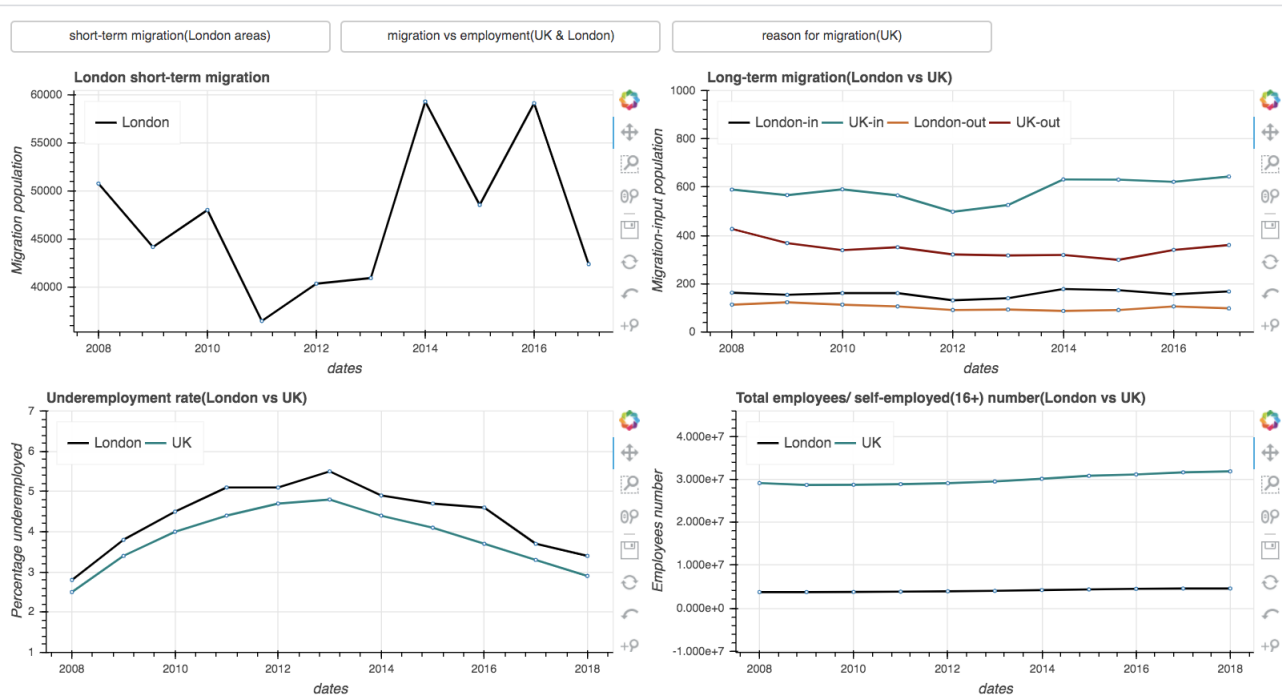 short-term migration(London areas)
migration vs employment(UK & London)
reason for migration(UK)
London short-term migration
60000
55000
50000
45000
40000
Migration population
London
2008
2010
2012
2014
2016
dates
Long-term migration(London vs UK)
1000
800
600
400
200
0
Migration-input population
London-in
UK-in
London-out
UK-out
2008
2010
2012
2014
2016
dates
Underemployment rate(London vs UK)
7
6
5
4
3
2
1
Percentage underemployed
London
UK
2008
2010
2012
2014
2016
2018
dates
Total employees/ self-employed(16+) number(London vs UK)
4.000e+7
3.000e+7
2.000e+7
1.000e+7
0.000e+0
-1.000e+7
Employees number
London
UK
2008
2010
2012
2014
2016
2018
dates